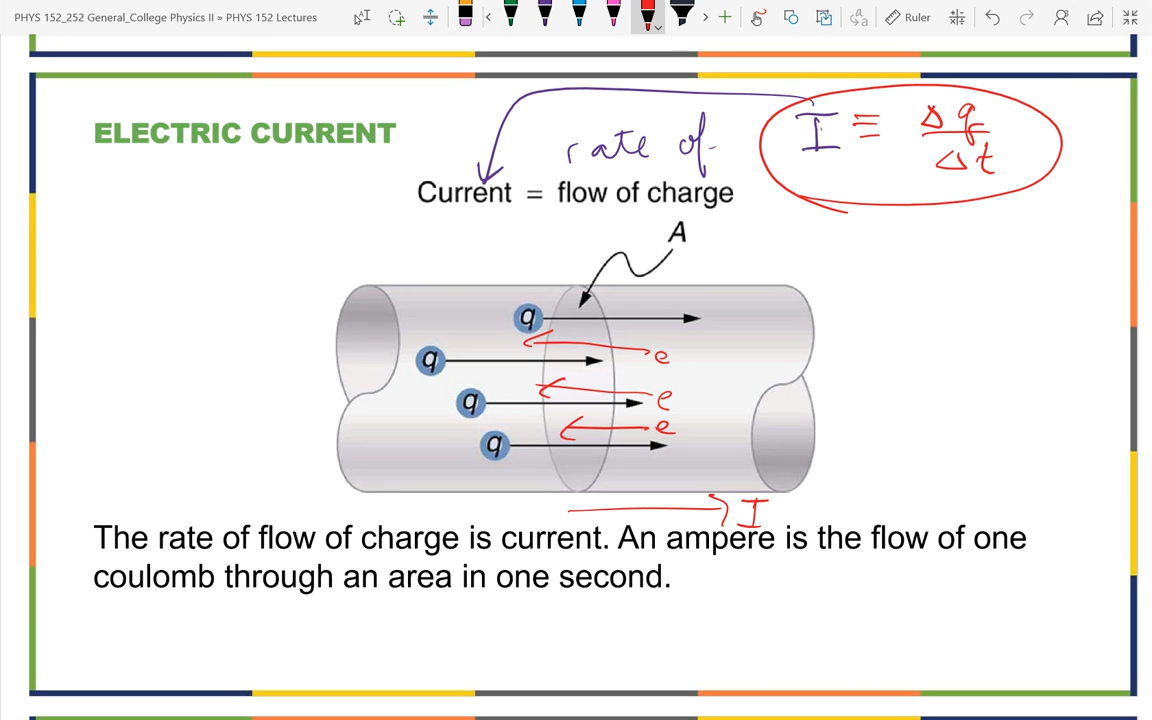 PHYS 152_252 General_College Physics II » PHYS 152 Lectures
Ruler
ELECTRIC CURRENT
I ≡ Δq/Δt
rate of
Current = flow of charge
A
q
q e
q e
q e
I
The rate of flow of charge is current. An ampere is the flow of one
coulomb through an area in one second.